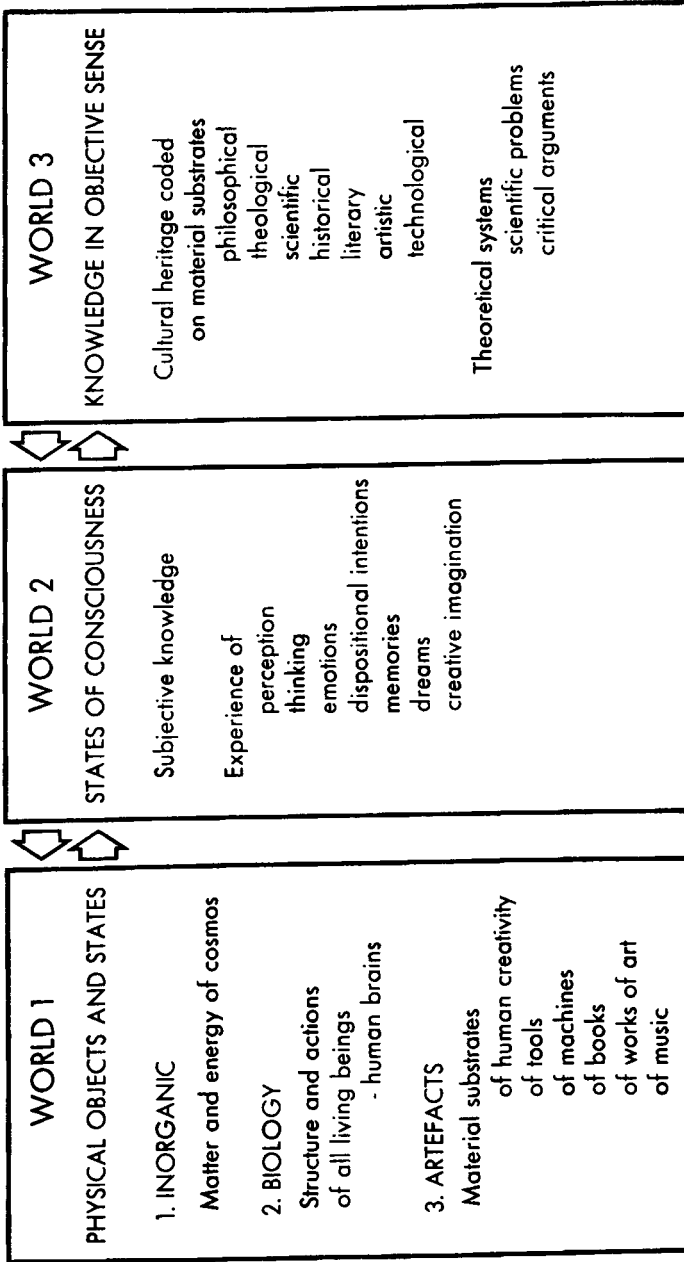 WORLD 1
PHYSICAL OBJECTS AND STATES
1. INORGANIC
Matter and energy of cosmos
2. BIOLOGY
Structure and actions
of all living beings
- human brains
3. ARTEFACTS
Material substrates
of human creativity
of tools
of machines
of books
of works of art
of music
WORLD 2
STATES OF CONSCIOUSNESS
Subjective knowledge
Experience of
perception
thinking
emotions
dispositional intentions
memories
dreams
creative imagination
WORLD 3
KNOWLEDGE IN OBJECTIVE SENSE
Cultural heritage coded
on material substrates
philosophical
theological
scientific
historical
literary
artistic
technological
Theoretical systems
scientific problems
critical arguments